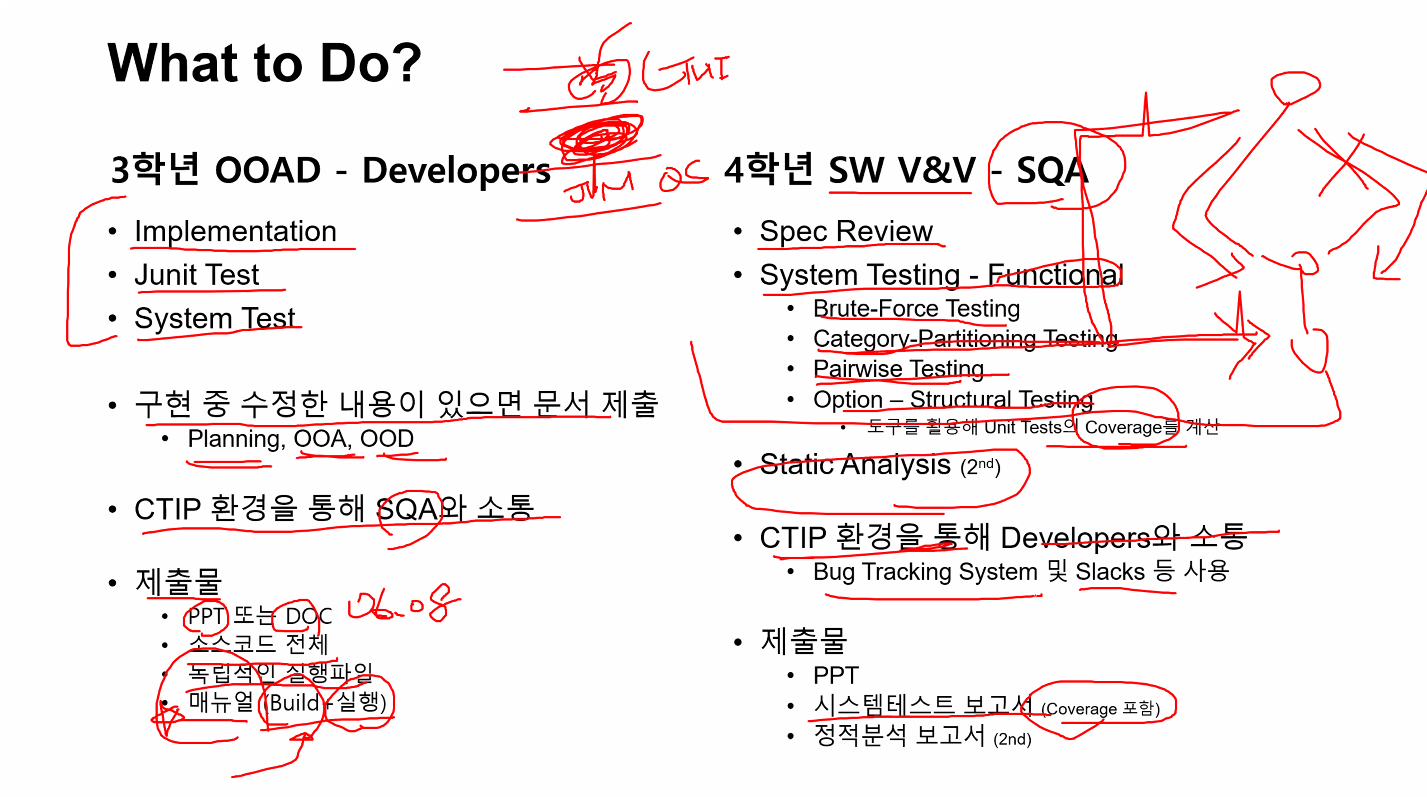 What to Do?
GUI
JVM OS
3학년 OOAD - Developers
• Implementation
• Junit Test
• System Test
• 구현 중 수정한 내용이 있으면 문서 제출
• Planning, OOA, OOD
• CTIP 환경을 통해 SQA와 소통
• 제출물
• PPT 또는 DOC
06.08
• 소스코드 전체
• 독립적인 실행파일
• 매뉴얼 (Build+실행)
4학년 SW V&V - SQA
• Spec Review
• System Testing - Functional
• Brute-Force Testing
• Category-Partitioning Testing
• Pairwise Testing
• Option – Structural Testing
• 도구를 활용해 Unit Tests의 Coverage를 계산
• Static Analysis (2nd)
• CTIP 환경을 통해 Developers와 소통
• Bug Tracking System 및 Slacks 등 사용
• 제출물
• PPT
• 시스템테스트 보고서 (Coverage 포함)
• 정적분석 보고서 (2nd)